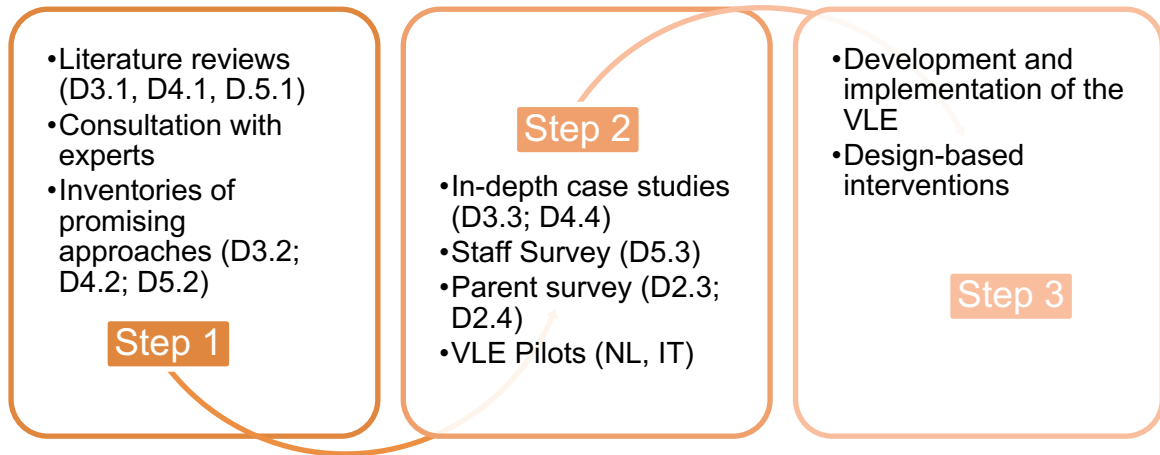 •Literature reviews
(D3.1, D4.1, D.5.1)
•Consultation with
experts
•Inventories of
promising
approaches (D3.2;
D4.2; D5.2)
Step 1
Step 2
•In-depth case studies
(D3.3; D4.4)
•Staff Survey (D5.3)
•Parent survey (D2.3;
D2.4)
•VLE Pilots (NL, IT)
•Development and
implementation of the
VLE
•Design-based
interventions
Step 3